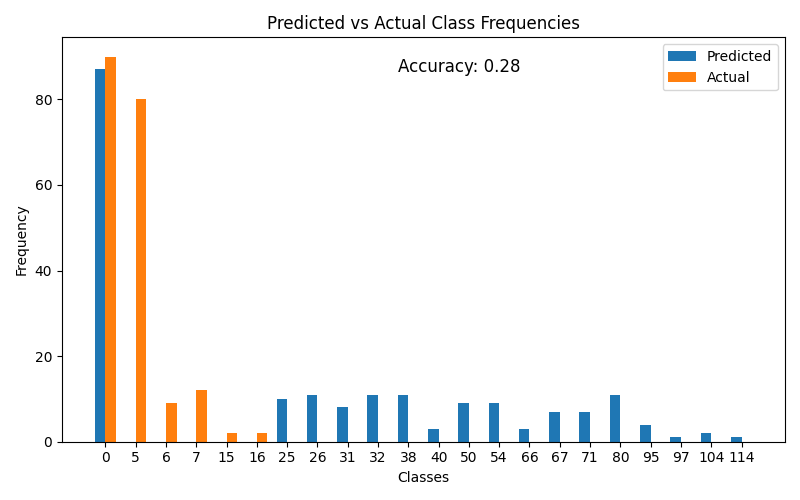 Predicted vs Actual Class Frequencies
Accuracy: 0.28
Predicted
Actual
Frequency
80
60
40
20
0
0 5 6 7 15 16 25 26 31 32 38 40 50 54 66 67 71 80 95 97 104 114
Classes